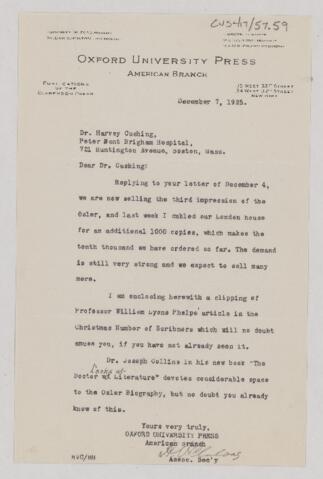 CUS417/57.59
OXFORD UNIVERSITY PRESS
AMERICAN BRANCH
PUBLICATIONS
OF THE
CLARENDON PRESS
35 WEST 32ND STREET
NEW YORK
December 7, 1925.
Dr. Harvey Cushing,
Peter Bent Brigham Hospital,
721 Huntington Avenue, Boston, Mass.
Dear Dr. Cushing:
Replying to your letter of December 4,
we are now selling the third impression of the
Osler, and last week I cabled our London house
for an additional 1000 copies, which makes the
tenth thousand we have ordered so far. The demand
is still very strong and we expect to sell many
more.
I am enclosing herewith a clipping of
Professor William Lyons Phelps' article in the
Christmas Number of Scribners which will no doubt
amuse you, if you have not already seen it.
Dr. Joseph Collins in his new book "The
Looks at
Doctor Literature" devotes considerable space
to the Osler Biography, but no doubt you already
know of this.
Yours very truly,
OXFORD UNIVERSITY PRESS
American Branch
Assoc. Sec'y